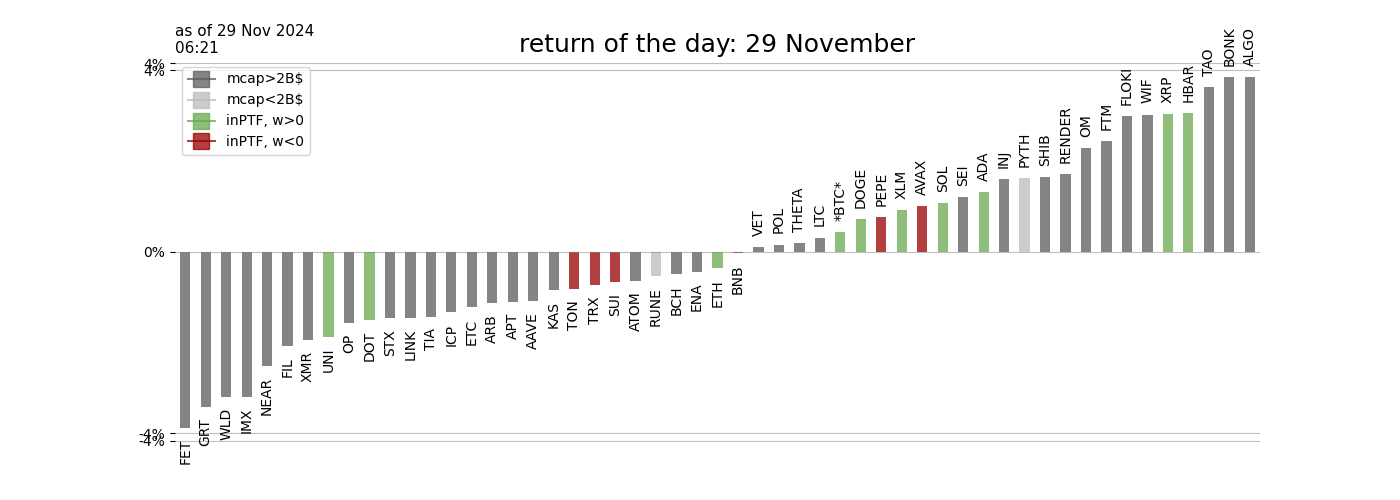 as of 29 Nov 2024
06:21
return of the day: 29 November
4%
4%
mcap>2B$
mcap<2B$
inPTF, w>0
inPTF, w<0
0%
-4%
-4%
FET
GRT
WLD
IMX
NEAR
FIL
XMR
UNI
OP
DOT
STX
LINK
TIA
ICP
ETC
ARB
APT
AAVE
KAS
TON
TRX
SUI
ATOM
RUNE
BCH
ENA
ETH
BNB
VET
POL
THETA
LTC
*BTC*
DOGE
PEPE
XLM
AVAX
SOL
SEI
ADA
INJ
PYTH
SHIB
RENDER
OM
FTM
FLOKI
WIF
XRP
HBAR
TAO
BONK
ALGO